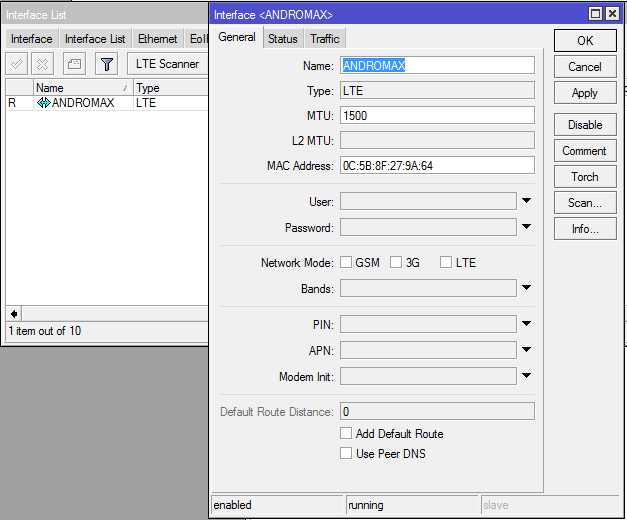 Interface List
Interface Interface List Ethernet EoIP
LTE Scanner
Name / Type
R ANDROMAX LTE
1 item out of 10
Interface <ANDROMAX>
General Status Traffic
Name: ANDROMAX
Type: LTE
MTU: 1500
L2 MTU:
MAC Address: 0C:5B:8F:27:9A:64
User:
Password:
Network Mode: GSM 3G LTE
Bands:
PIN:
APN:
Modem Init:
Default Route Distance: 0
Add Default Route
Use Peer DNS
enabled running slave
OK
Cancel
Apply
Disable
Comment
Torch
Scan...
Info...